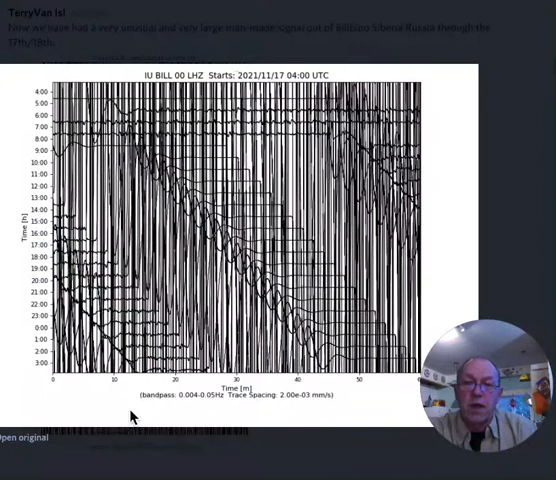 TerryVan Isl
Now we have had a very unusual and very large man-made signal out of Bilibino Siberia Russia through the
17th/18th.
IU BILL 00 LHZ Starts: 2021/11/17 04:00 UTC
4:00
5:00
6:00
7:00
8:00
9:00
10:00
11:00
12:00
13:00
14:00
15:00
16:00
17:00
18:00
19:00
20:00
21:00
22:00
23:00
0:00
1:00
2:00
3:00
Time [h]
0 10 20 30 40 50
Time [m]
(bandpass: 0.004-0.05Hz Trace Spacing: 2.00e-03 mm/s)
Open original